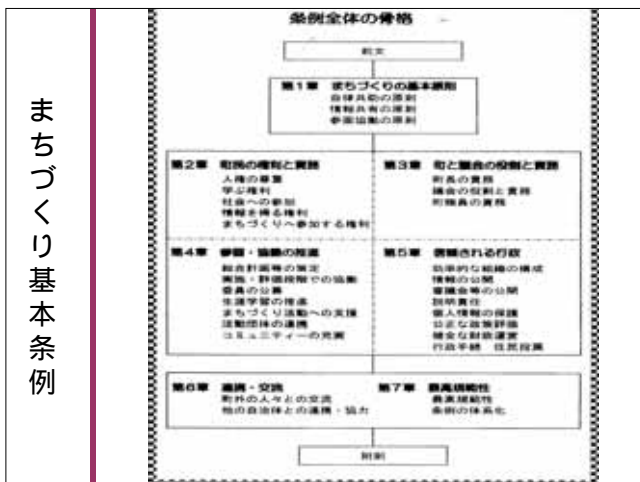 まちづくり基本条例
条例全体の骨格
前文
第1章 まちづくりの基本原則
自律共助の原則
情報共有の原則
参画協働の原則
第2章 町民の権利と責務
人権の尊重
学ぶ権利
社会への参加
情報を得る権利
まちづくりへ参加する権利
第3章 町と議会の役割と責務
町長の責務
議会の役割と責務
町職員の責務
第4章 参画・協働の推進
総合計画等の策定
実施・評価段階での協働
委員の公募
生涯学習の推進
まちづくり活動への支援
活動団体の連携
コミュニティーの充実
第5章 信頼される行政
効率的な組織の構成
情報の公開
審議会等の公開
説明責任
個人情報の保護
公正な政策評価
健全な財政運営
行政手続 住民投票
第6章 連携・交流
町外の人々との交流
他の自治体との連携・協力
第7章 最高規範性
最高規範性
条例の体系化
附則